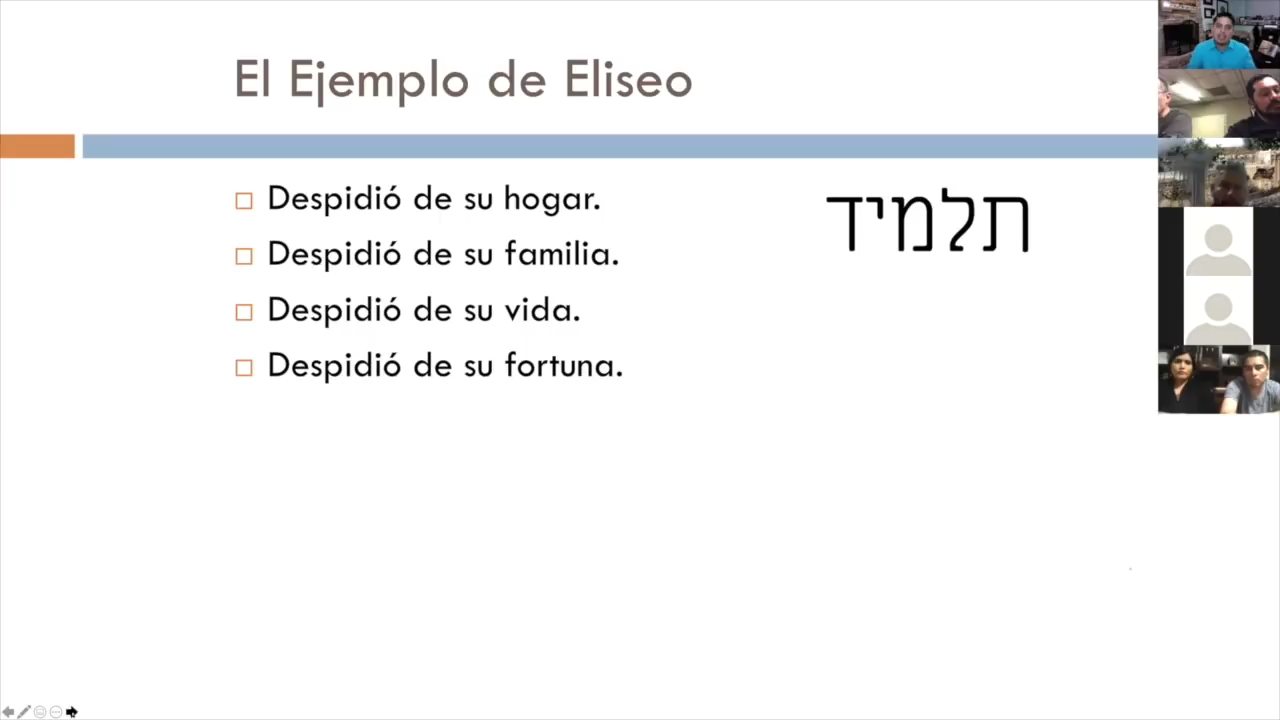 El Ejemplo de Eliseo
Despidió de su hogar.
Despidió de su familia.
Despidió de su vida.
Despidió de su fortuna.
תלמיד